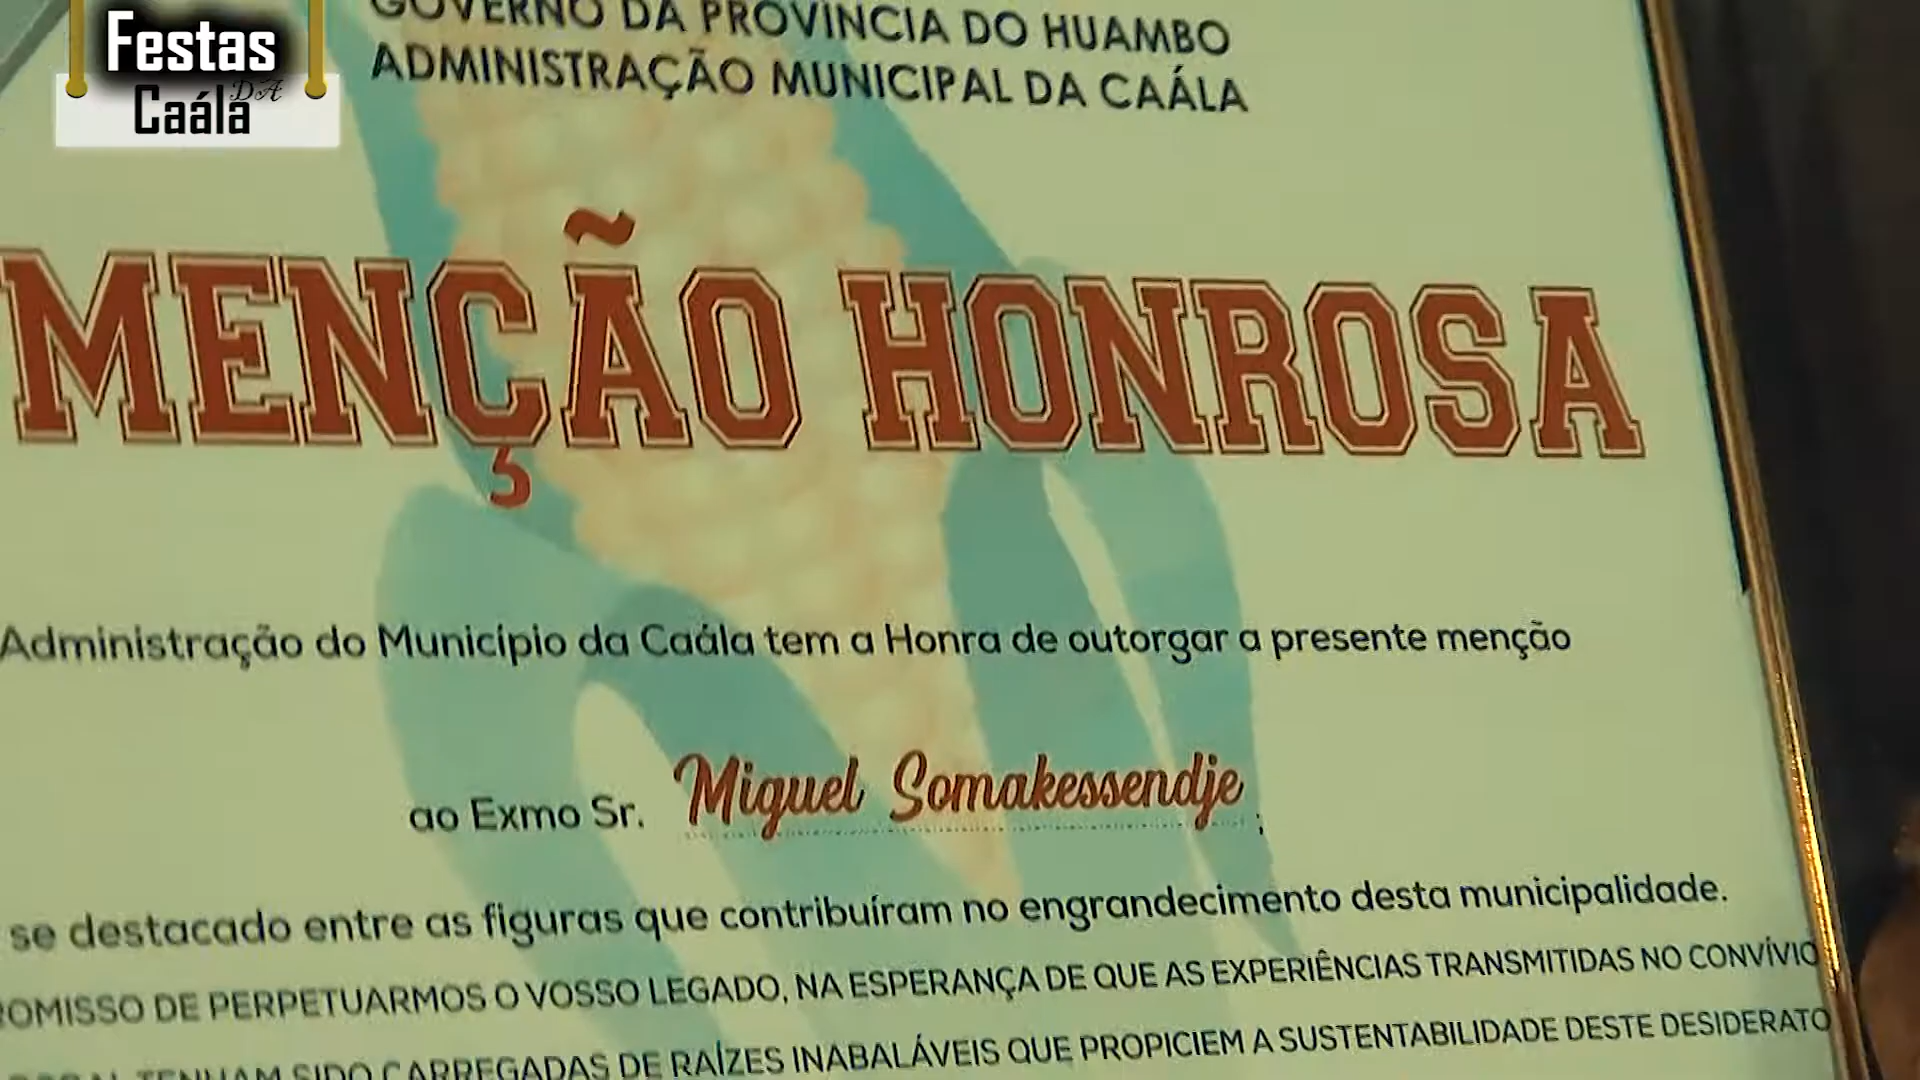 Festas
DA
Caála
GOVERNO DA PROVÍNCIA DO HUAMBO
ADMINISTRAÇÃO MUNICIPAL DA CAÁLA
MENÇÃO HONROSA
Administração do Município da Caála tem a Honra de outorgar a presente menção
ao Exmo Sr. Miguel Somakessendje ;
se destacado entre as figuras que contribuíram no engrandecimento desta municipalidade.
OMISSO DE PERPETUARMOS O VOSSO LEGADO, NA ESPERANÇA DE QUE AS EXPERIÊNCIAS TRANSMITIDAS NO CONVÍVIO
TENHAM SIDO CARREGADAS DE RAÍZES INABALÁVEIS QUE PROPICIEM A SUSTENTABILIDADE DESTE DESIDERATO